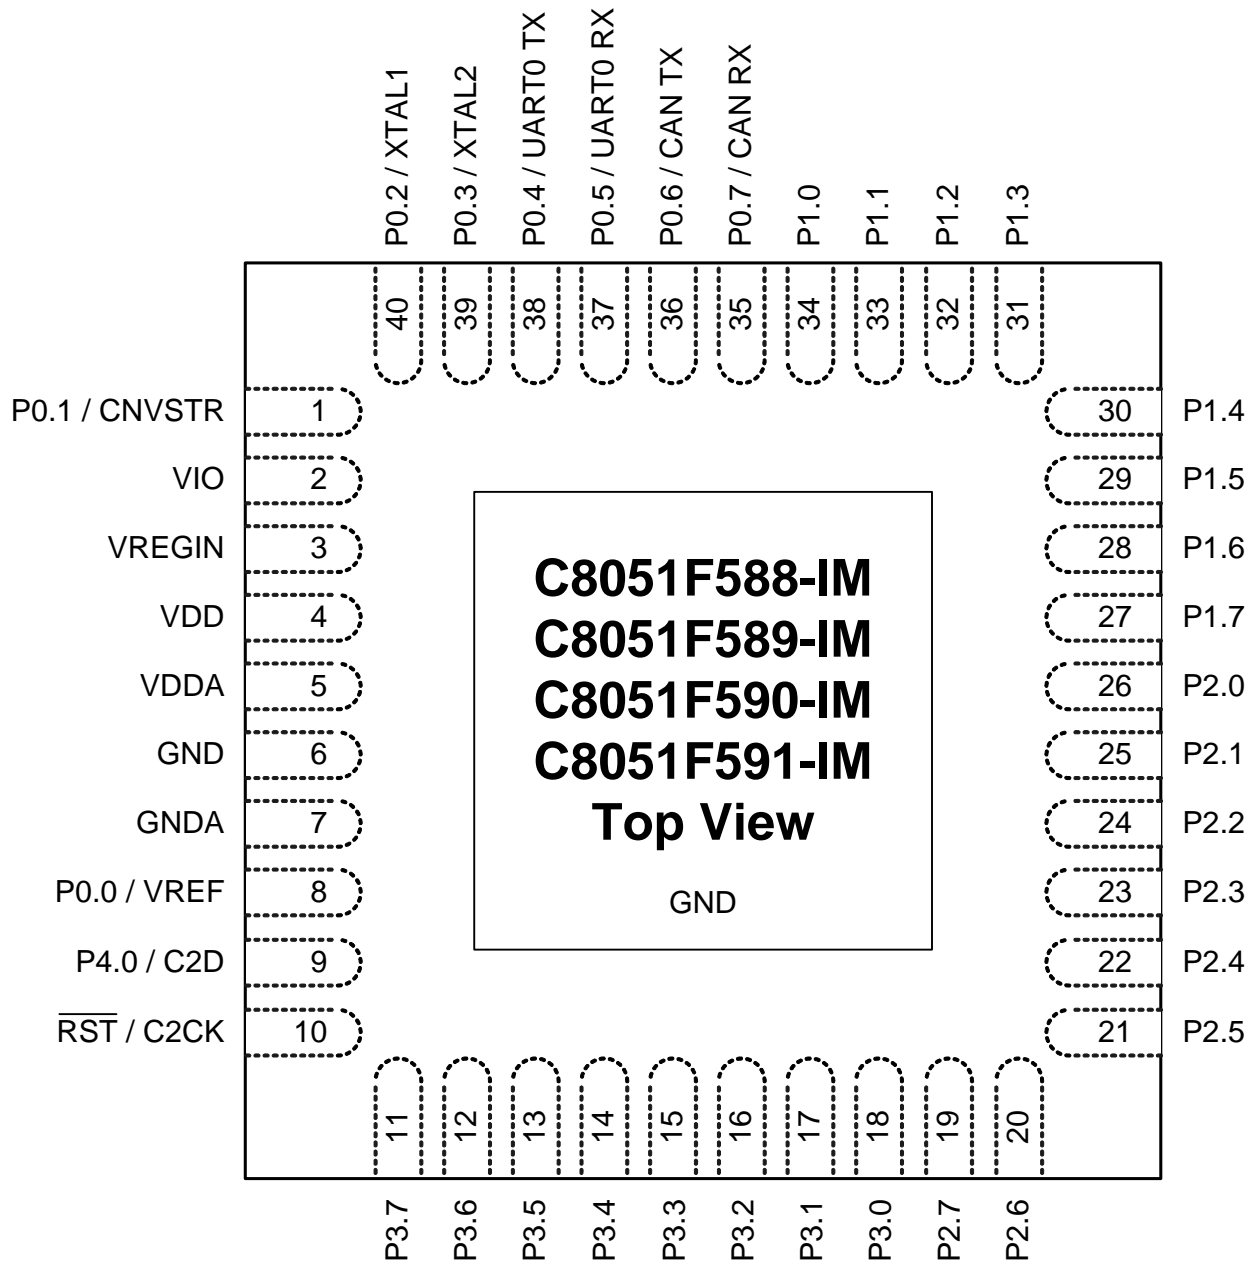 P0.2 / XTAL1
P0.3 / XTAL2
P0.4 / UART0 TX
P0.5 / UART0 RX
P0.6 / CAN TX
P0.7 / CAN RX
P1.0
P1.1
P1.2
P1.3
40
39
38
37
36
35
34
33
32
31
P0.1 / CNVSTR 1
VIO 2
VREGIN 3
VDD 4
VDDA 5
GND 6
GNDA 7
P0.0 / VREF 8
P4.0 / C2D 9
R̅S̅T̅ / C2CK 10
C8051F588-IM
C8051F589-IM
C8051F590-IM
C8051F591-IM
Top View
GND
30 P1.4
29 P1.5
28 P1.6
27 P1.7
26 P2.0
25 P2.1
24 P2.2
23 P2.3
22 P2.4
21 P2.5
11
12
13
14
15
16
17
18
19
20
P3.7
P3.6
P3.5
P3.4
P3.3
P3.2
P3.1
P3.0
P2.7
P2.6